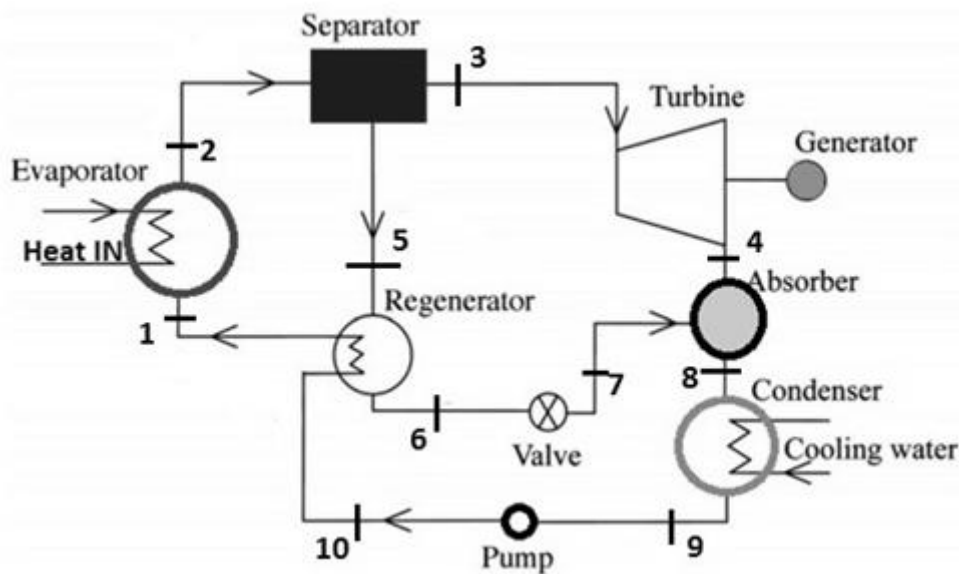 Separator
3
Turbine
Generator
2
Evaporator
Heat IN
5
4
Absorber
Regenerator
1
7
8
Condenser
6
Valve
Cooling water
10
Pump
9